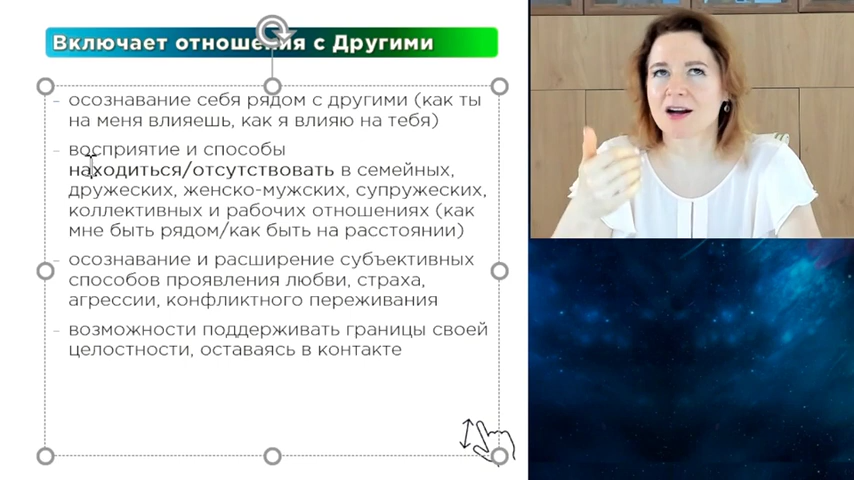 Включает отношения с Другими
- осознавание себя рядом с другими (как ты
на меня влияешь, как я влияю на тебя)
- восприятие и способы
находиться/отсутствовать в семейных,
дружеских, женско-мужских, супружеских,
коллективных и рабочих отношениях (как
мне быть рядом/как быть на расстоянии)
- осознавание и расширение субъективных
способов проявления любви, страха,
агрессии, конфликтного переживания
- возможности поддерживать границы своей
целостности, оставаясь в контакте